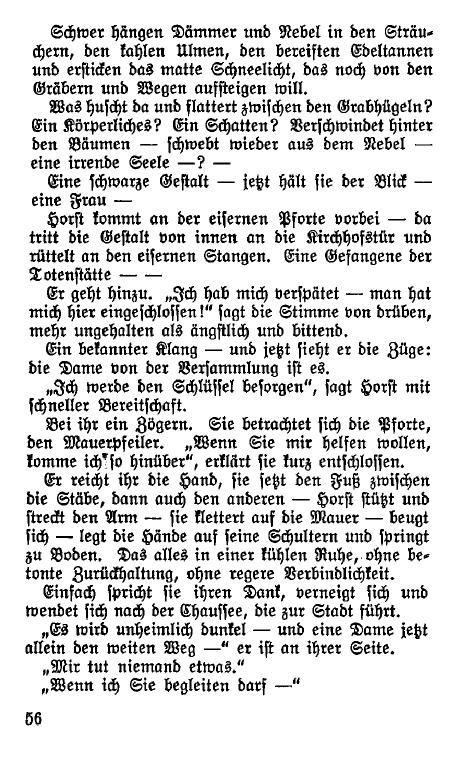 Schwer hängen Dämmer und Nebel in den Sträu-
chern, den kahlen Ulmen, den bereiften Edeltannen
und ersticken das matte Schneelicht, das noch von den
Gräbern und Wegen aufsteigen will.
Was huscht da und flattert zwischen den Grabhügeln?
Ein Körperliches? Ein Schatten? Verschwindet hinter
den Bäumen — schwebt wieder aus dem Nebel —
eine irrende Seele —? —
Eine schwarze Gestalt — jetzt hält sie der Blick —
eine Frau —
Horst kommt an der eisernen Pforte vorbei — da
tritt die Gestalt von innen an die Kirchhofstür und
rüttelt an den eisernen Stangen. Eine Gefangene der
Totenstätte — —
Er geht hinzu. „Ich hab mich verspätet — man hat
mich hier eingeschlossen!“ sagt die Stimme von drüben,
mehr ungehalten als ängstlich und bittend.
Ein bekannter Klang — und jetzt sieht er die Züge:
die Dame von der Versammlung ist es.
„Ich werde den Schlüssel besorgen“, sagt Horst mit
schneller Bereitschaft.
Bei ihr ein Zögern. Sie betrachtet sich die Pforte,
den Mauerpfeiler. „Wenn Sie mir helfen wollen,
komme ich so hinüber“, erklärt sie kurz entschlossen.
Er reicht ihr die Hand, sie setzt den Fuß zwischen
die Stäbe, dann auch den anderen — Horst stützt und
streckt den Arm — sie klettert auf die Mauer — beugt
sich — legt die Hände auf seine Schultern und springt
zu Boden. Das alles in einer kühlen Ruhe, ohne be-
tonte Zurückhaltung, ohne regere Verbindlichkeit.
Einfach spricht sie ihren Dank, verneigt sich und
wendet sich nach der Chaussee, die zur Stadt führt.
„Es wird unheimlich dunkel — und eine Dame jetzt
allein den weiten Weg —“ er ist an ihrer Seite.
„Mir tut niemand etwas.“
„Wenn ich Sie begleiten darf —“
56